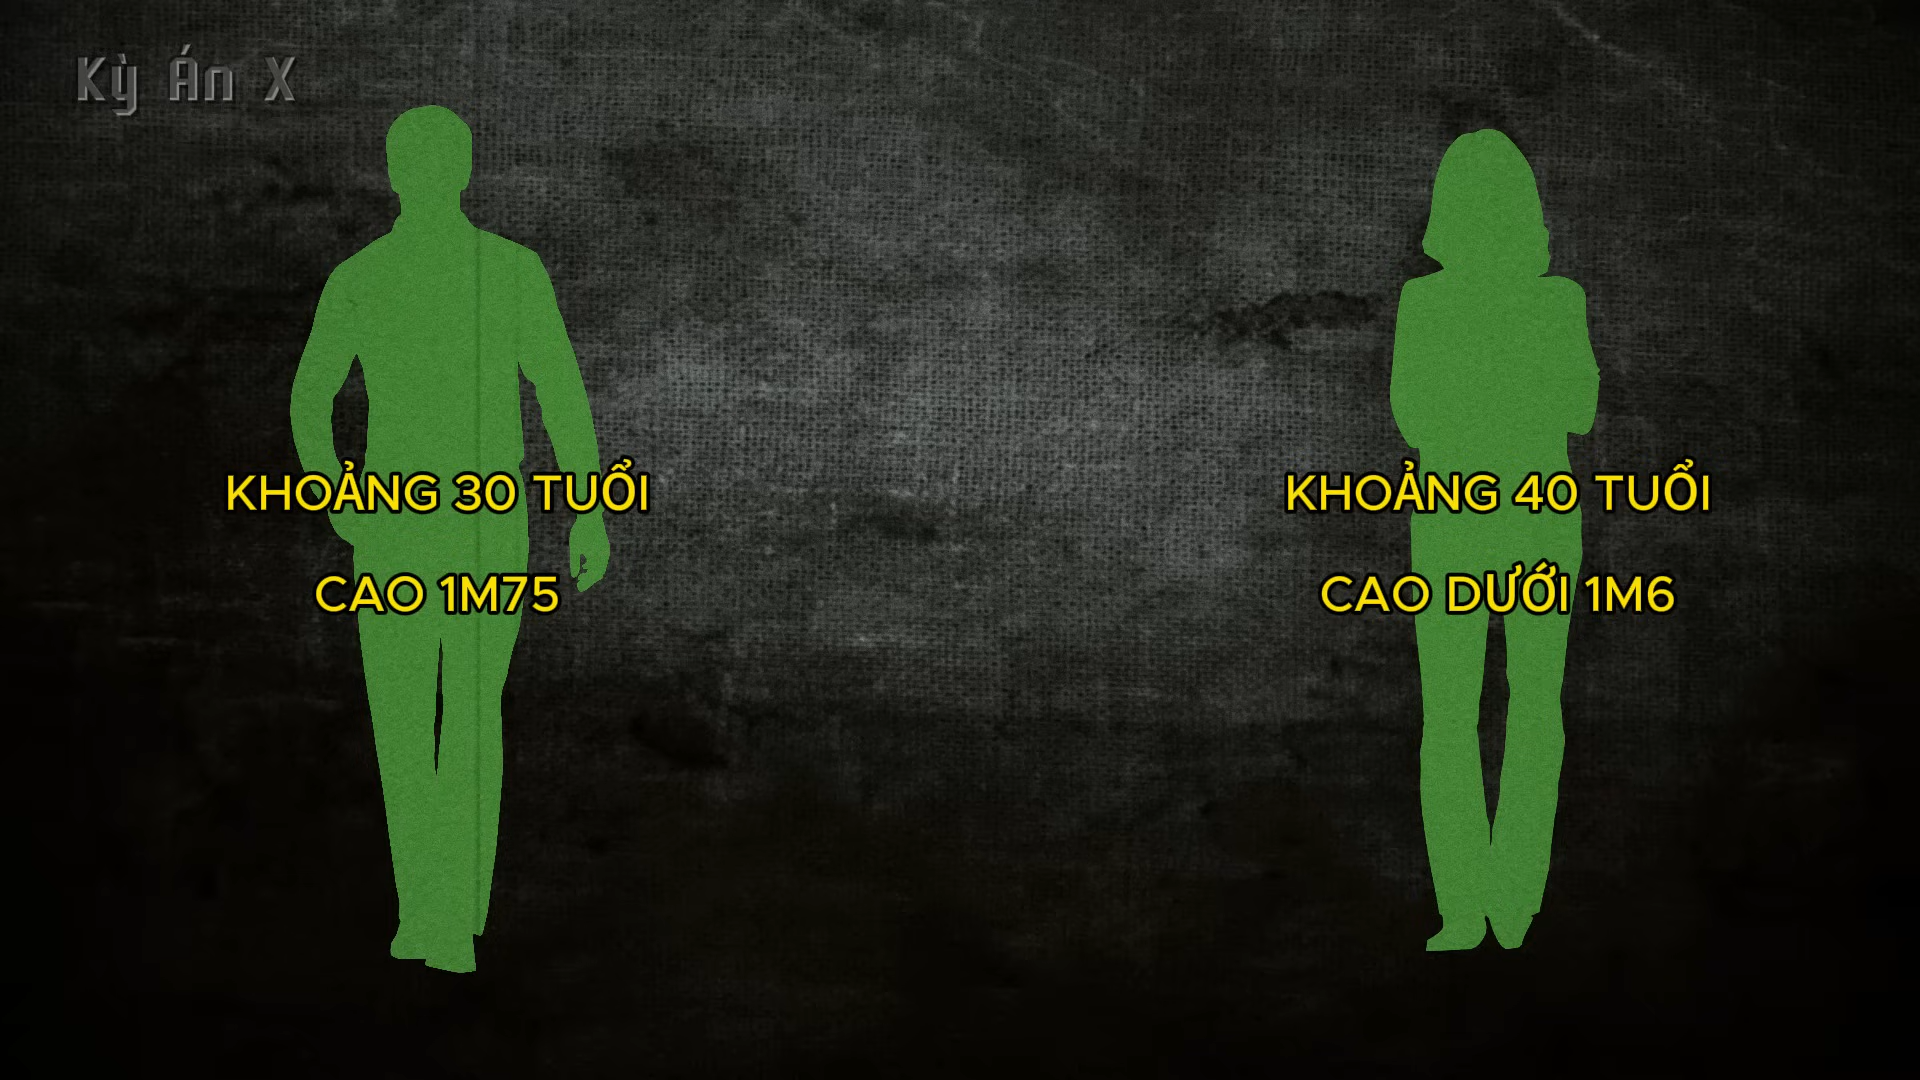 Kỳ Án X
KHOẢNG 30 TUỔI
CAO 1M75
KHOẢNG 40 TUỔI
CAO DƯỚI 1M6